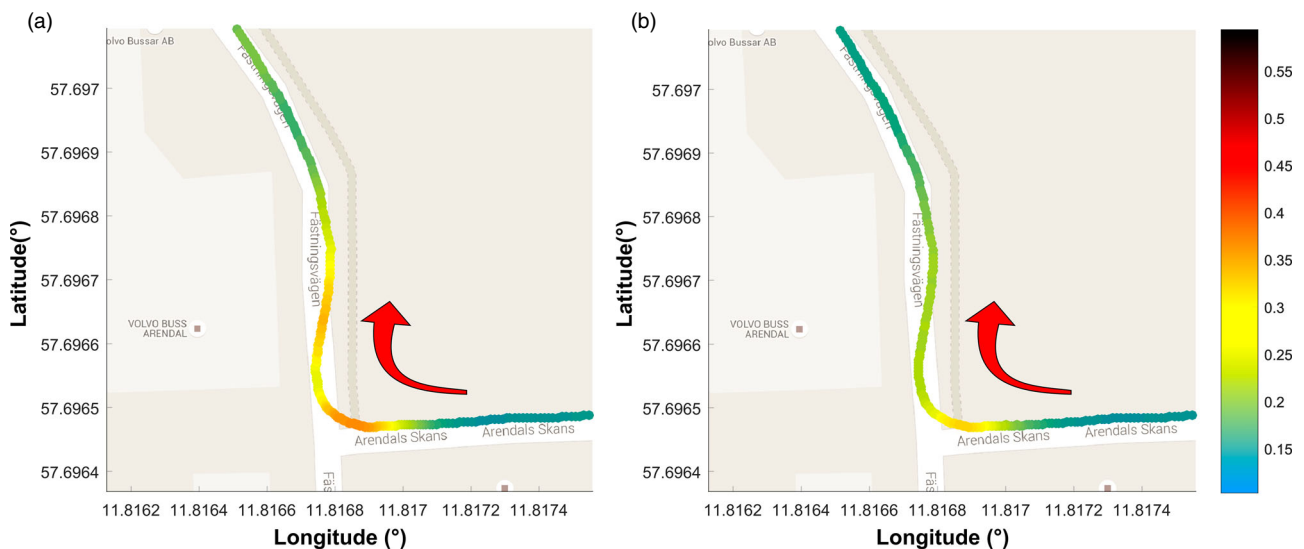 (a)
olvo Bussar AB
Fästningsvägen
Fästningsvägen
VOLVO BUSS
ARENDAL
Arendals Skans
Arendals Skans
Fäs
57.697
57.6969
57.6968
57.6967
57.6966
57.6965
57.6964
Latitude(°)
11.8162
11.8164
11.8166
11.8168
11.817
11.8172
11.8174
Longitude (°)
(b)
olvo Bussar AB
Fästningsvägen
Fästningsvägen
VOLVO BUSS
ARENDAL
Arendals Skans
Arendals Skans
Fäs
57.697
57.6969
57.6968
57.6967
57.6966
57.6965
57.6964
Latitude(°)
11.8162
11.8164
11.8166
11.8168
11.817
11.8172
11.8174
Longitude (°)
0.55
0.5
0.45
0.4
0.35
0.3
0.25
0.2
0.15